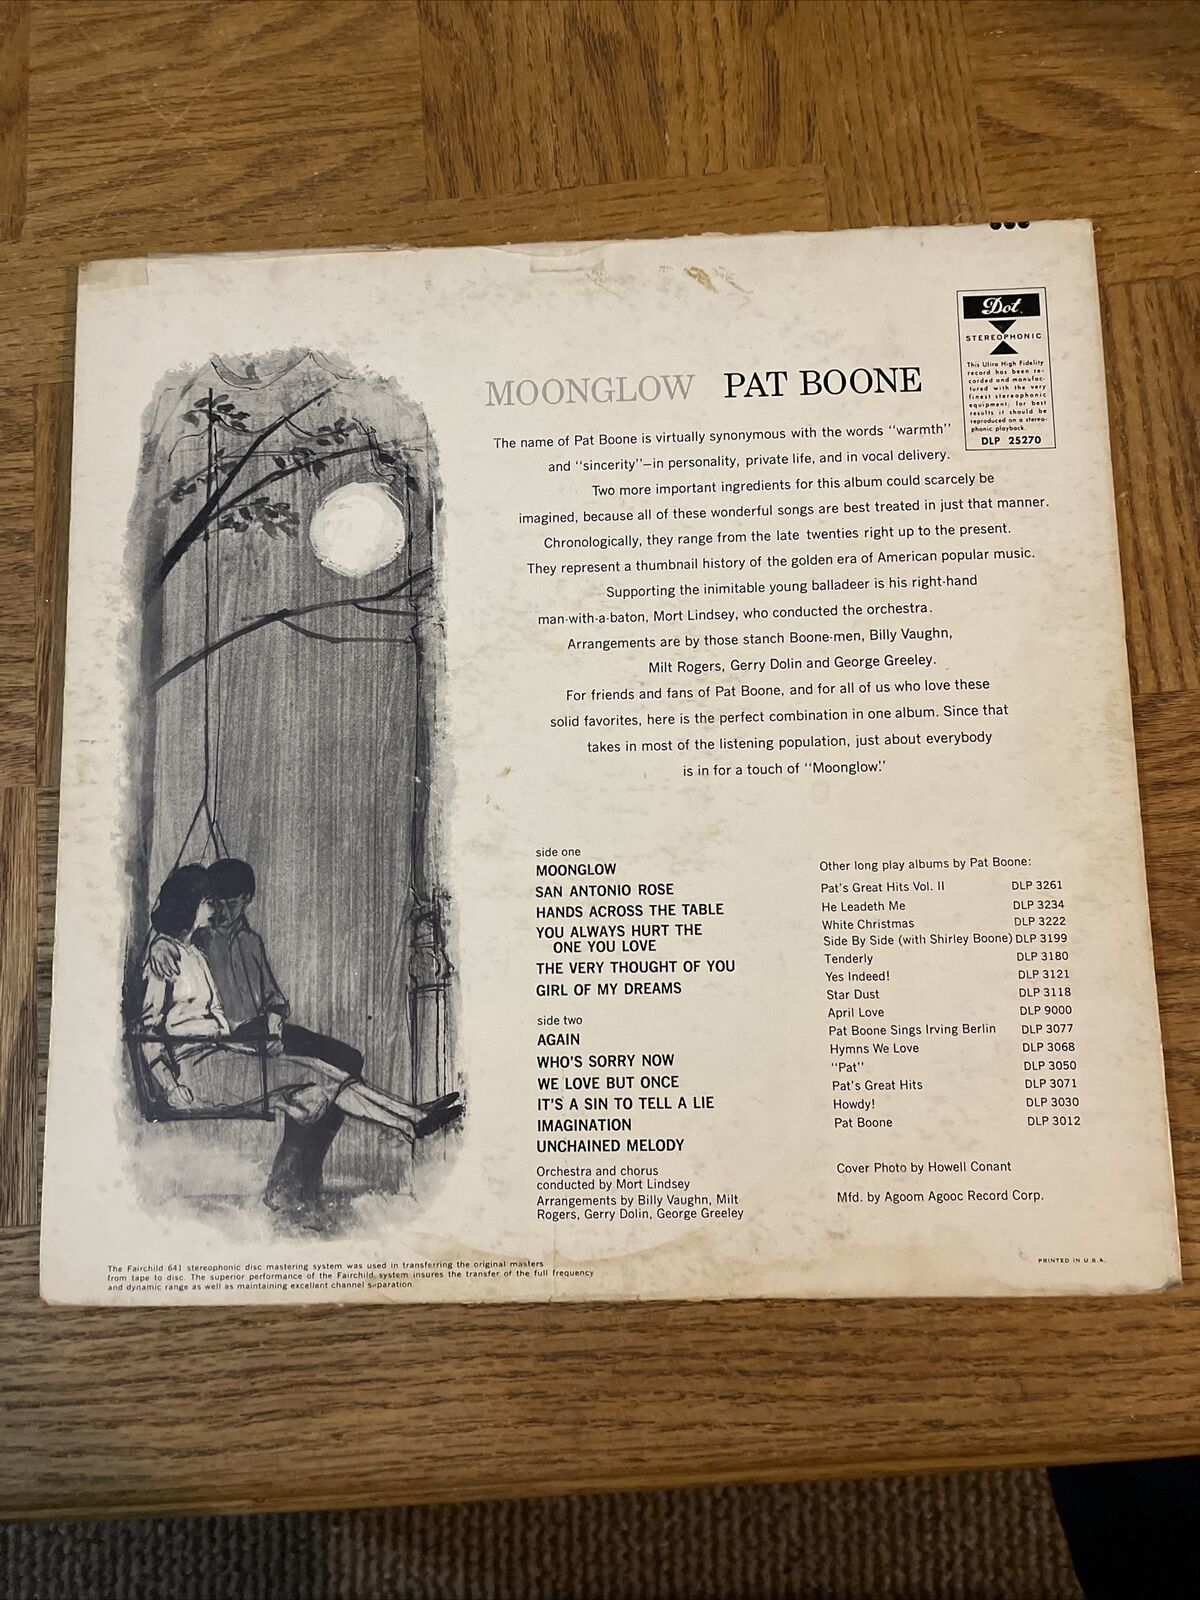 Dot
STEREOPHONIC
This Ultra High Fidelity
record has been re-
corded and manufac-
tured with the very
finest stereophonic
equipment; for best
results it should be
reproduced on a stereo-
phonic playback.
DLP 25270
MOONGLOW PAT BOONE
The name of Pat Boone is virtually synonymous with the words "warmth"
and "sincerity"—in personality, private life, and in vocal delivery.
Two more important ingredients for this album could scarcely be
imagined, because all of these wonderful songs are best treated in just that manner.
Chronologically, they range from the late twenties right up to the present.
They represent a thumbnail history of the golden era of American popular music.
Supporting the inimitable young balladeer is his right-hand
man-with-a-baton, Mort Lindsey, who conducted the orchestra.
Arrangements are by those stanch Boone-men, Billy Vaughn,
Milt Rogers, Gerry Dolin and George Greeley.
For friends and fans of Pat Boone, and for all of us who love these
solid favorites, here is the perfect combination in one album. Since that
takes in most of the listening population, just about everybody
is in for a touch of "Moonglow."
side one
MOONGLOW
SAN ANTONIO ROSE
HANDS ACROSS THE TABLE
YOU ALWAYS HURT THE
ONE YOU LOVE
THE VERY THOUGHT OF YOU
GIRL OF MY DREAMS
side two
AGAIN
WHO'S SORRY NOW
WE LOVE BUT ONCE
IT'S A SIN TO TELL A LIE
IMAGINATION
UNCHAINED MELODY
Orchestra and chorus
conducted by Mort Lindsey
Arrangements by Billy Vaughn, Milt
Rogers, Gerry Dolin, George Greeley
Other long play albums by Pat Boone:
Pat's Great Hits Vol. II DLP 3261
He Leadeth Me DLP 3234
White Christmas DLP 3222
Side By Side (with Shirley Boone) DLP 3199
Tenderly DLP 3180
Yes Indeed! DLP 3121
Star Dust DLP 3118
April Love DLP 9000
Pat Boone Sings Irving Berlin DLP 3077
Hymns We Love DLP 3068
"Pat" DLP 3050
Pat's Great Hits DLP 3071
Howdy! DLP 3030
Pat Boone DLP 3012
Cover Photo by Howell Conant
Mfd. by Agoom Agooc Record Corp.
The Fairchild 641 stereophonic disc mastering system was used in transferring the original masters
from tape to disc. The superior performance of the Fairchild system insures the transfer of the full frequency
and dynamic range as well as maintaining excellent channel separation.
PRINTED IN U.S.A.